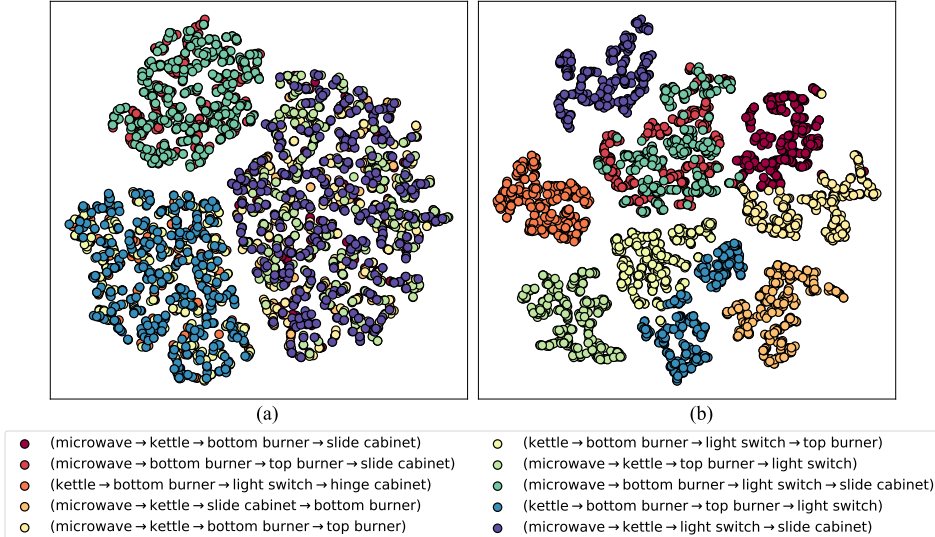 (a)
(b)
(microwave→kettle→bottom burner→slide cabinet)
(microwave→bottom burner→top burner→slide cabinet)
(kettle→bottom burner→light switch→hinge cabinet)
(microwave→kettle→slide cabinet→bottom burner)
(microwave→kettle→bottom burner→top burner)
(kettle→bottom burner→light switch→top burner)
(microwave→kettle→top burner→light switch)
(microwave→bottom burner→light switch→slide cabinet)
(kettle→bottom burner→top burner→light switch)
(microwave→kettle→light switch→slide cabinet)